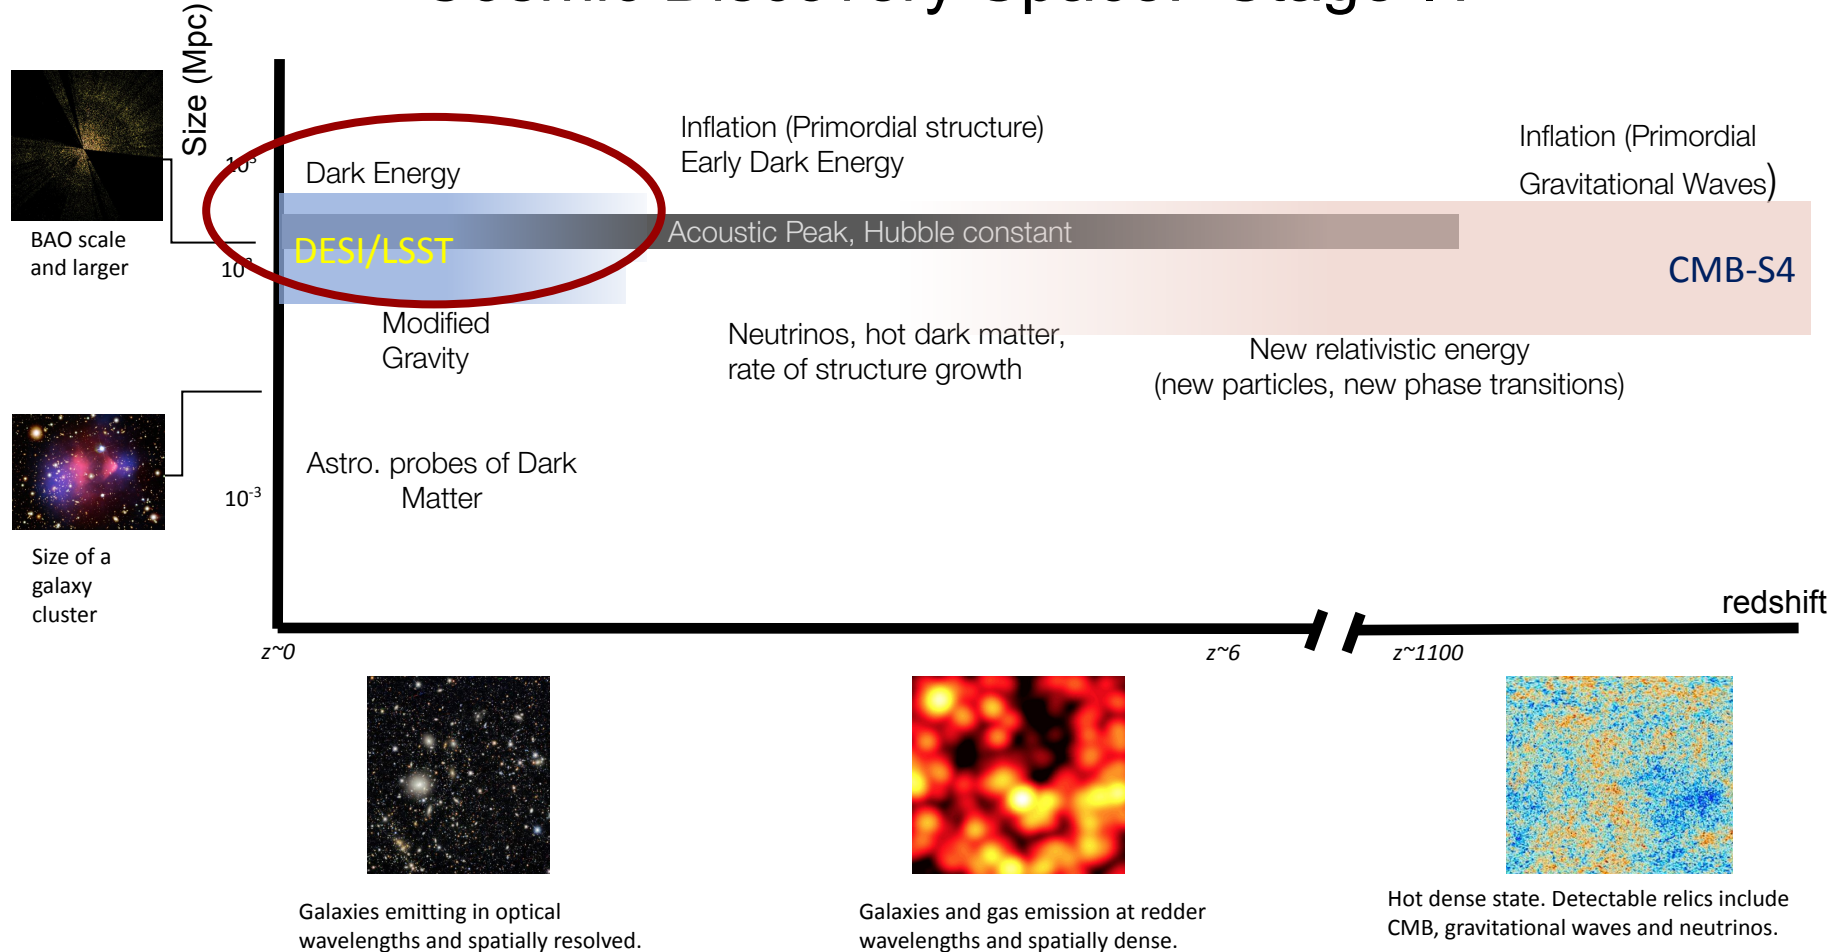 Size (Mpc)
Inflation (Primordial structure)
Early Dark Energy
Inflation (Primordial
Gravitational Waves)
Dark Energy
BAO scale
and larger
DESI/LSST
Acoustic Peak, Hubble constant
CMB-S4
Modified
Gravity
Neutrinos, hot dark matter,
rate of structure growth
New relativistic energy
(new particles, new phase transitions)
Astro. probes of Dark
Matter
10⁻³
Size of a
galaxy
cluster
redshift
z~0
z~6
z~1100
Galaxies emitting in optical
wavelengths and spatially resolved.
Galaxies and gas emission at redder
wavelengths and spatially dense.
Hot dense state. Detectable relics include
CMB, gravitational waves and neutrinos.